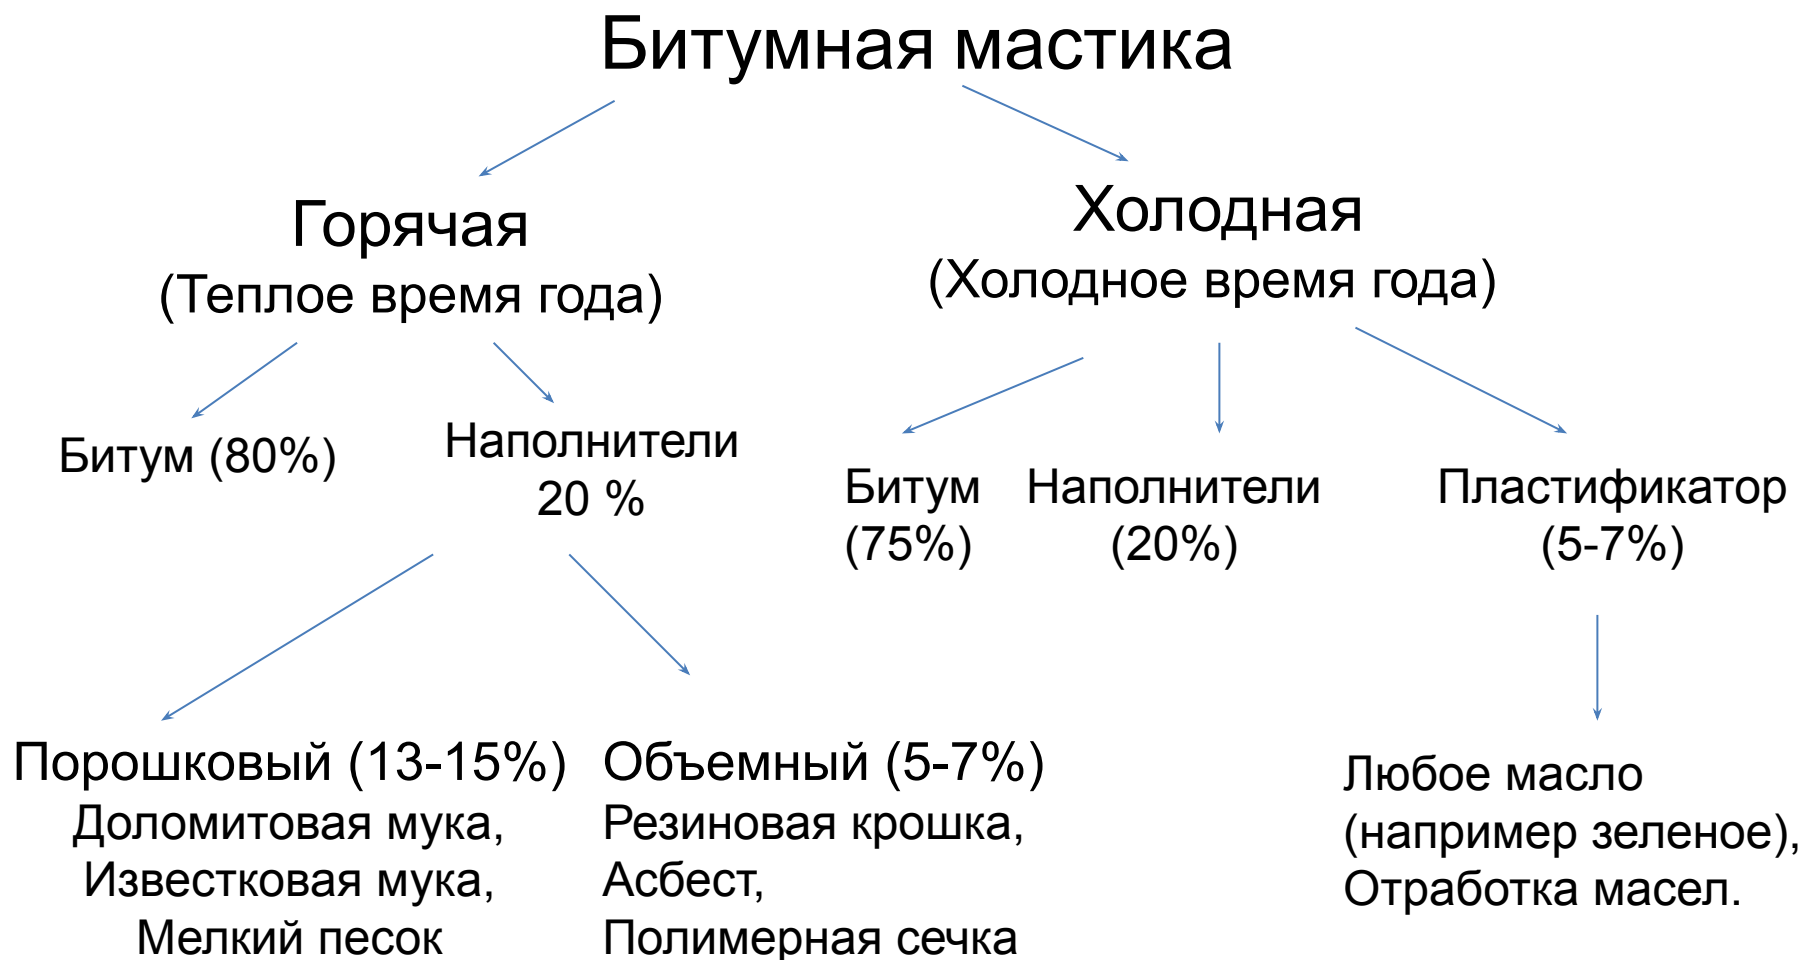 Битумная мастика
Горячая
(Теплое время года)
Холодная
(Холодное время года)
Битум (80%)
Наполнители
20 %
Битум
(75%)
Наполнители
(20%)
Пластификатор
(5-7%)
Порошковый (13-15%)
Доломитовая мука,
Известковая мука,
Мелкий песок
Объемный (5-7%)
Резиновая крошка,
Асбест,
Полимерная сечка
Любое масло
(например зеленое),
Отработка масел.